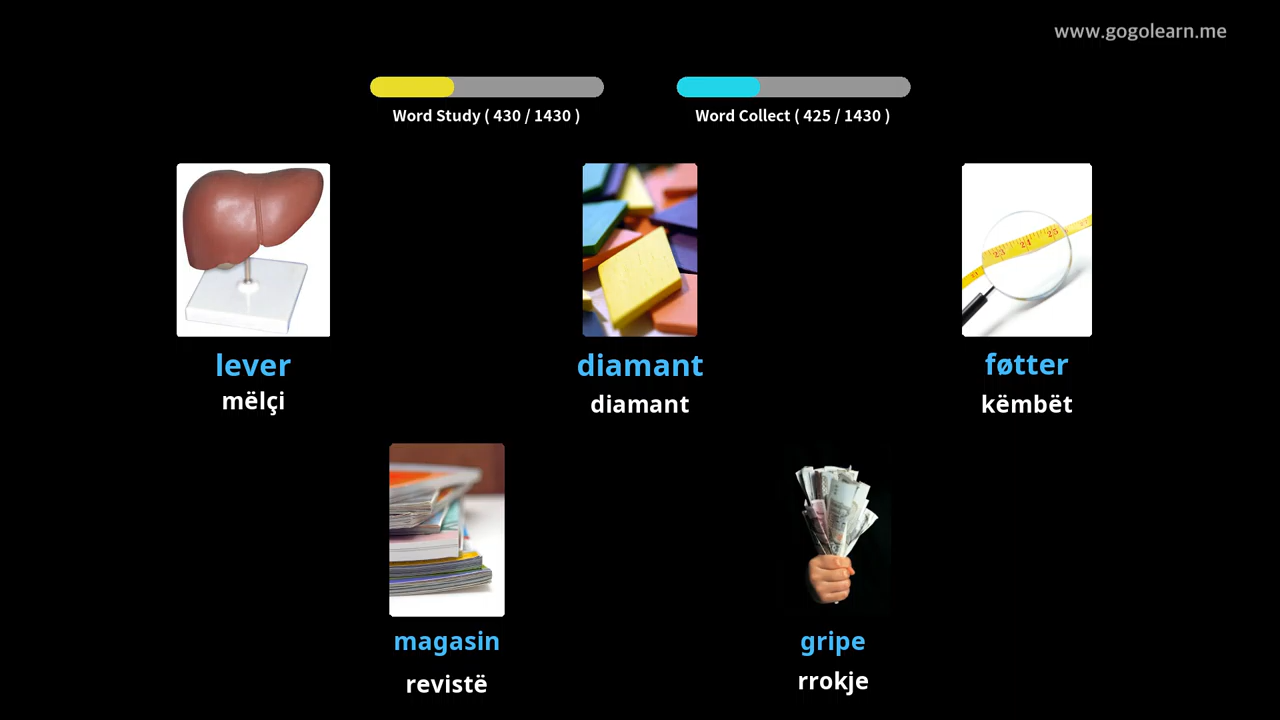 www.gogolearn.me
Word Study ( 430 / 1430 )
Word Collect ( 425 / 1430 )
lever
mëlçi
diamant
diamant
føtter
këmbët
magasin
revistë
gripe
rrokje